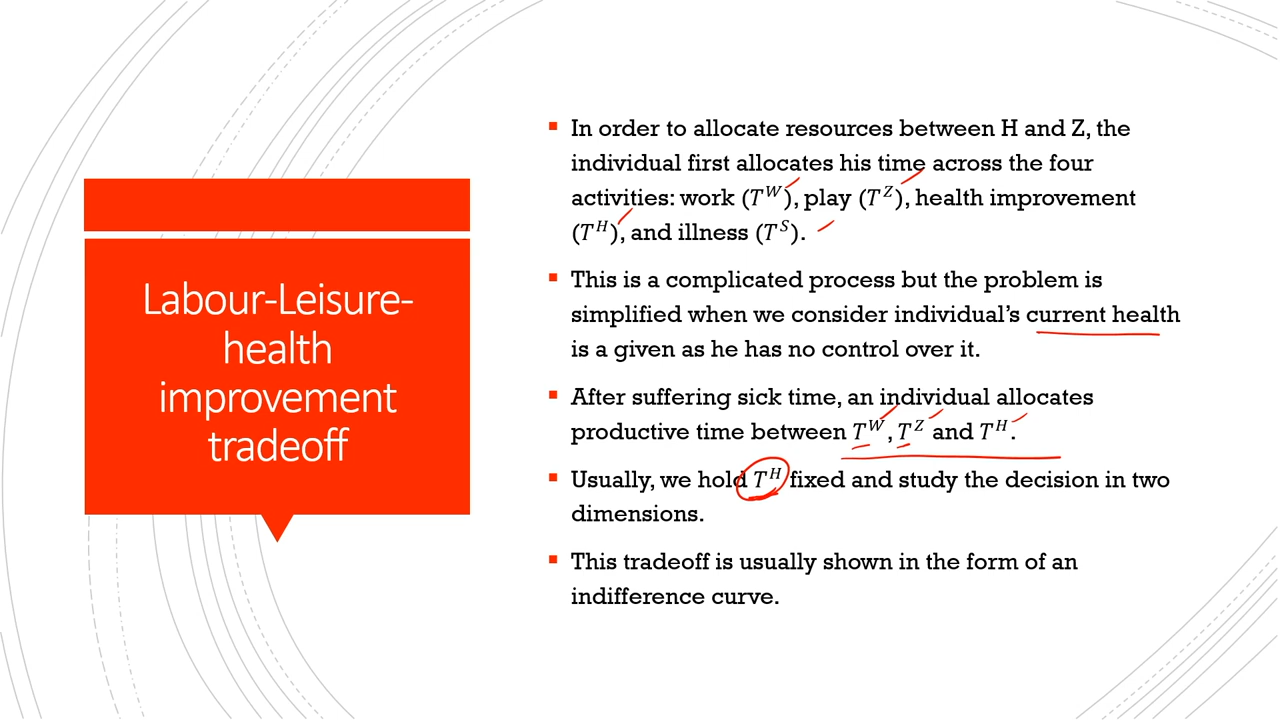 Labour-Leisure-
health
improvement
tradeoff
▪ In order to allocate resources between H and Z, the
individual first allocates his time across the four
activities: work (T^W), play (T^Z), health improvement
(T^H), and illness (T^S).
▪ This is a complicated process but the problem is
simplified when we consider individual’s current health
is a given as he has no control over it.
▪ After suffering sick time, an individual allocates
productive time between T^W, T^Z and T^H.
▪ Usually, we hold T^H fixed and study the decision in two
dimensions.
▪ This tradeoff is usually shown in the form of an
indifference curve.